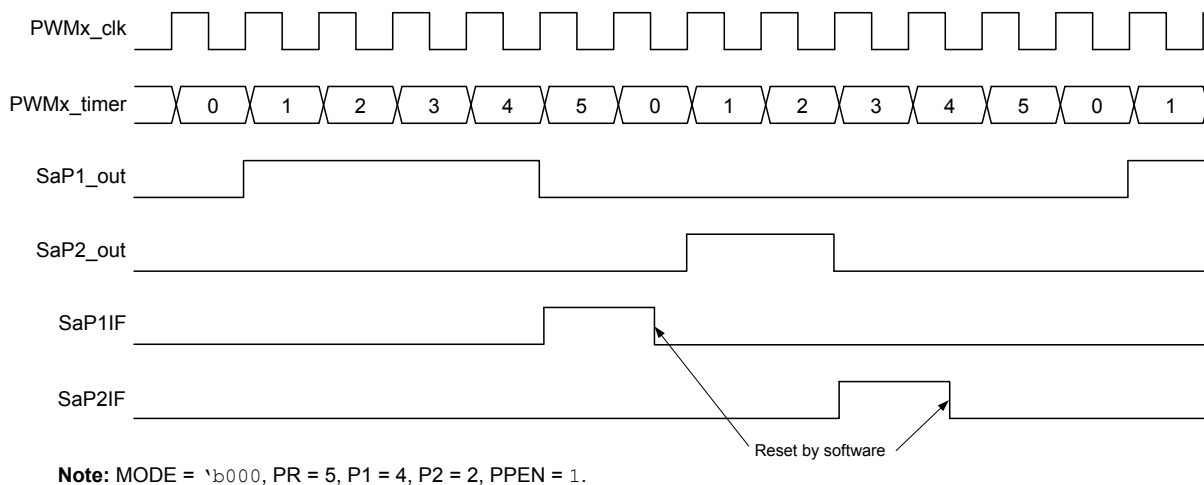 PWMx_clk
PWMx_timer 0 1 2 3 4 5 0 1 2 3 4 5 0 1
SaP1_out
SaP2_out
SaP1IF
SaP2IF
Reset by software
Note: MODE = 'b000, PR = 5, P1 = 4, P2 = 2, PPEN = 1.